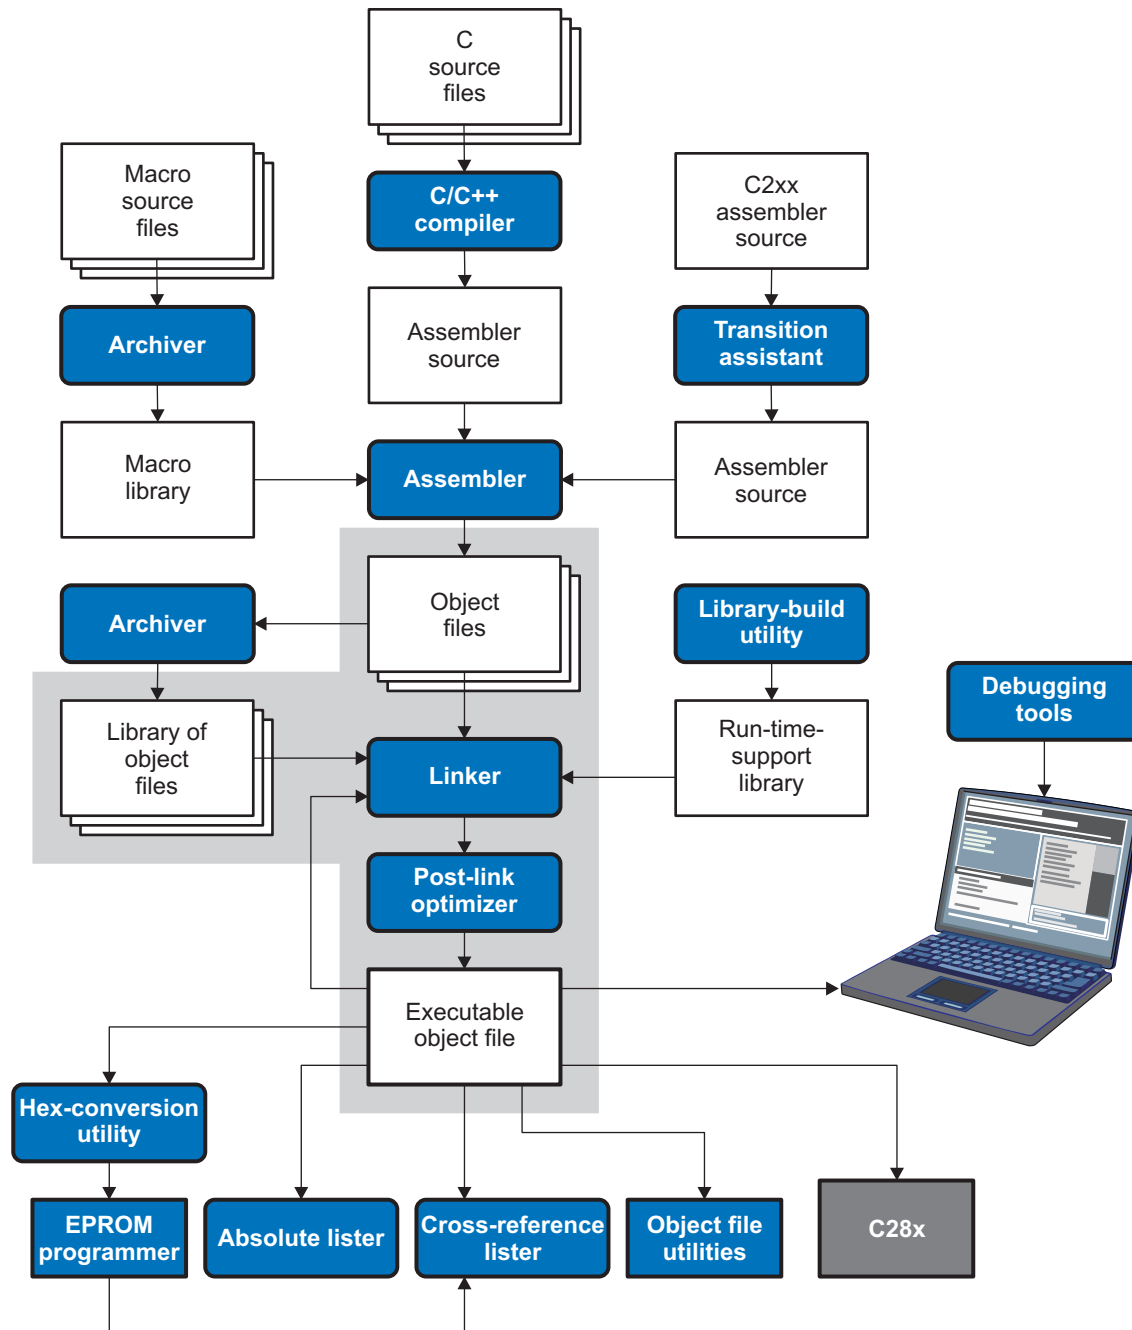 C
source
files
Macro
source
files
C/C++
compiler
C2xx
assembler
source
Archiver
Assembler
source
Transition
assistant
Macro
library
Assembler
Assembler
source
Archiver
Object
files
Library-build
utility
Library of
object
files
Linker
Run-time-
support
library
Debugging
tools
Post-link
optimizer
Executable
object file
Hex-conversion
utility
EPROM
programmer
Absolute lister
Cross-reference
lister
Object file
utilities
C28x